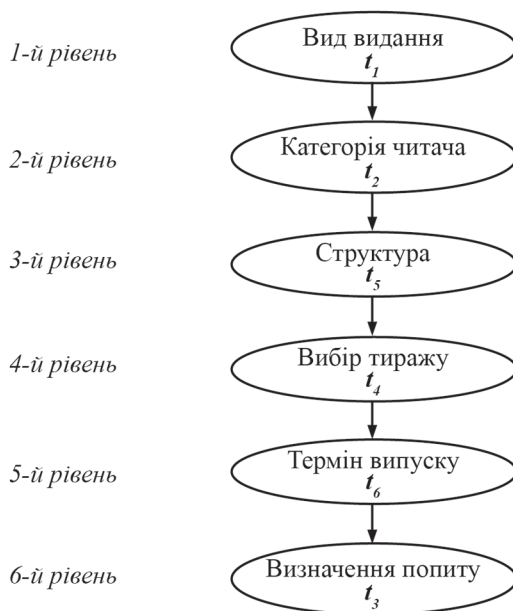 1-й рівень
Вид видання
t₁
2-й рівень
Категорія читача
t₂
3-й рівень
Структура
t₅
4-й рівень
Вибір тиражу
t₄
5-й рівень
Термін випуску
t₆
6-й рівень
Визначення попиту
t₃